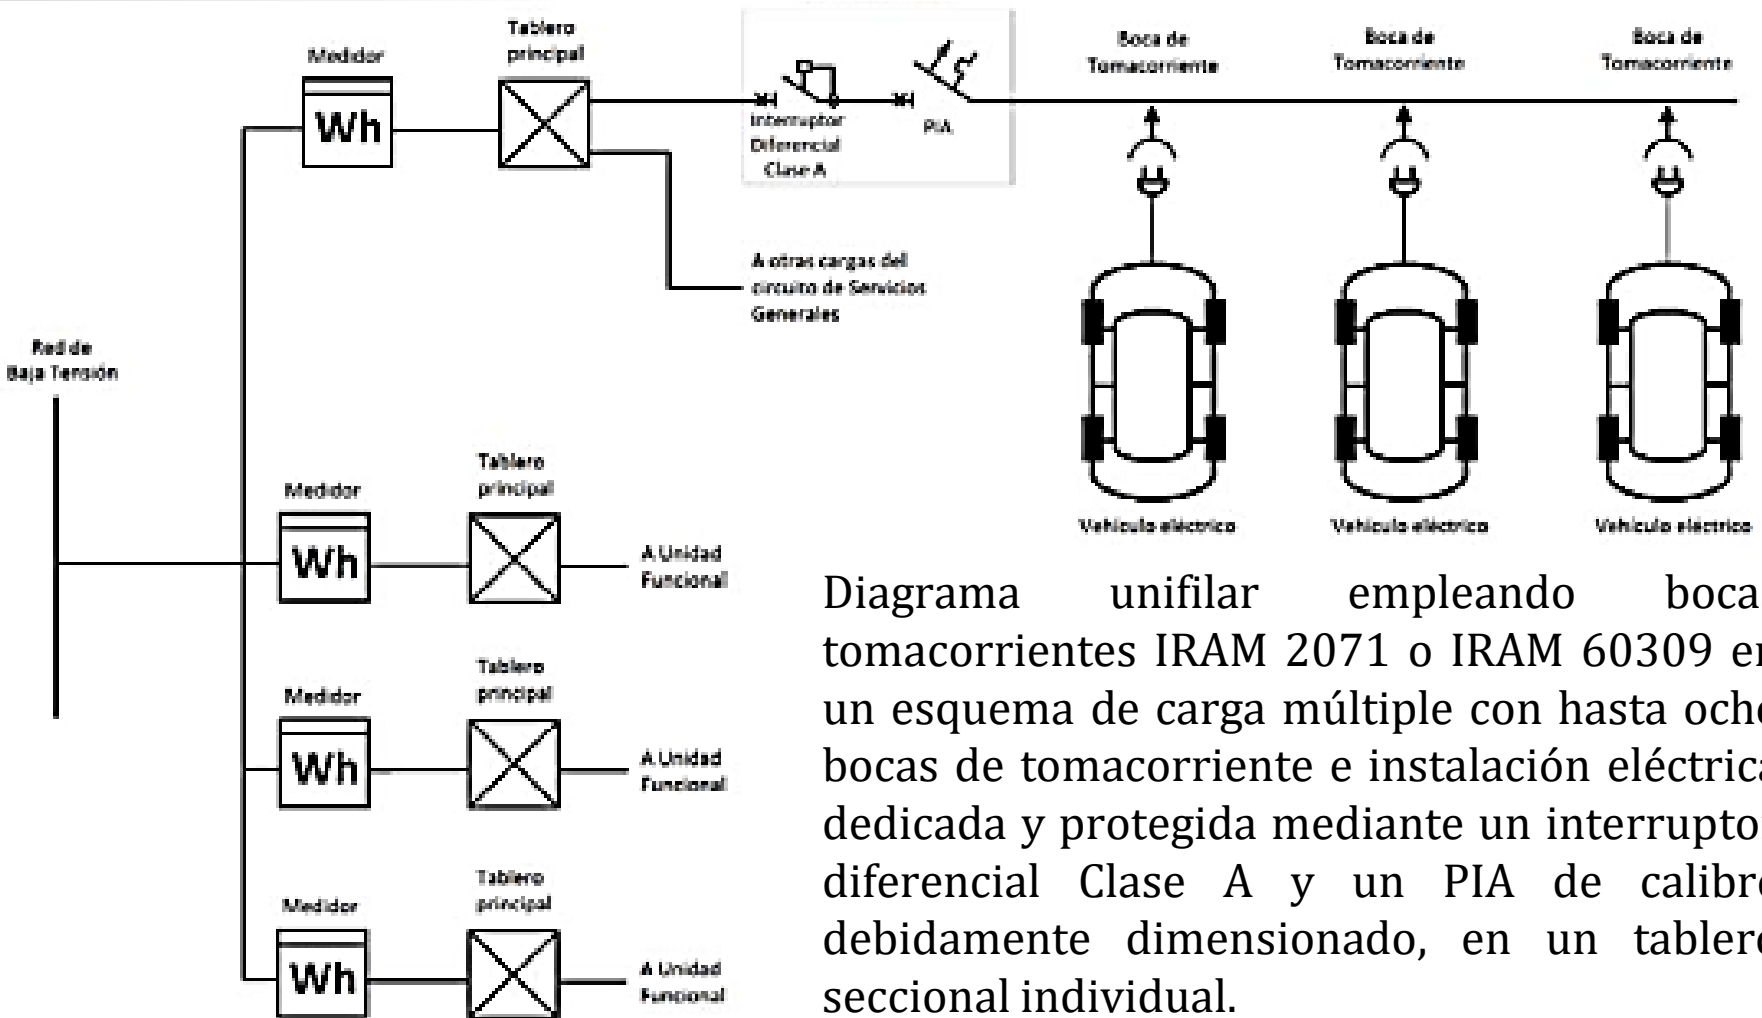 Tablero
principal
Medidor
Wh
Interruptor
Diferencial
Clase A
PIA
Boca de
Tomacorriente
Boca de
Tomacorriente
Boca de
Tomacorriente
A otras cargas del
circuito de Servicios
Generales
Red de
Baja Tensión
Vehículo eléctrico
Vehículo eléctrico
Vehículo eléctrico
Tablero
principal
Medidor
Wh
A Unidad
Funcional
Tablero
principal
Medidor
Wh
A Unidad
Funcional
Tablero
principal
Medidor
Wh
A Unidad
Funcional
Diagrama unifilar empleando boca
tomacorrientes IRAM 2071 o IRAM 60309 en
un esquema de carga múltiple con hasta ocho
bocas de tomacorriente e instalación eléctrica
dedicada y protegida mediante un interruptor
diferencial Clase A y un PIA de calibre
debidamente dimensionado, en un tablero
seccional individual.